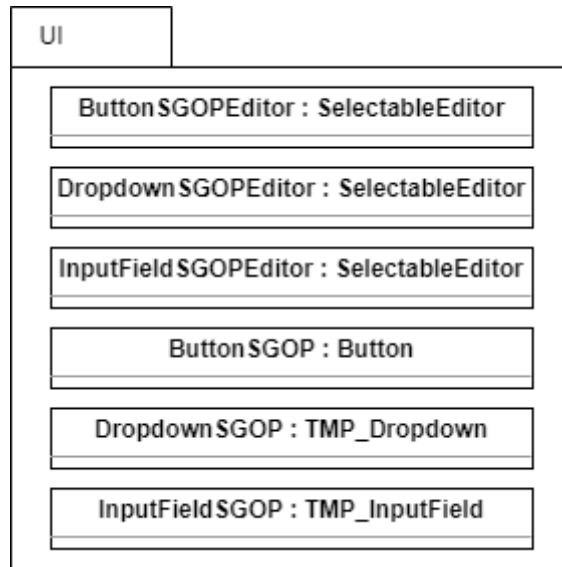 UI
ButtonSGOPEditor : SelectableEditor
DropdownSGOPEditor : SelectableEditor
InputFieldSGOPEditor : SelectableEditor
ButtonSGOP : Button
DropdownSGOP : TMP_Dropdown
InputFieldSGOP : TMP_InputField